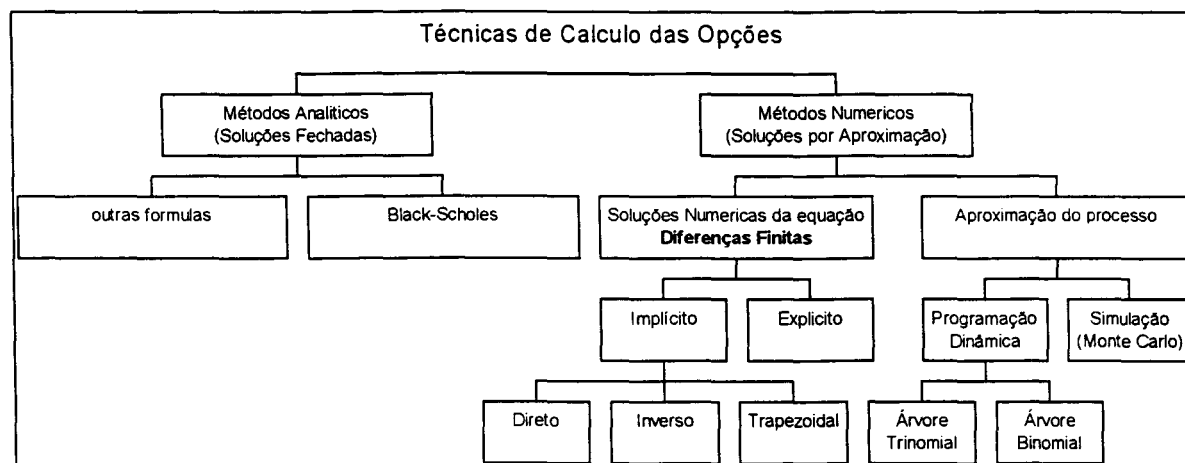 Técnicas de Calculo das Opções
Métodos Analiticos
(Soluções Fechadas)
Métodos Numericos
(Soluções por Aproximação)
outras formulas
Black-Scholes
Soluções Numericas da equação
Diferenças Finitas
Aproximação do processo
Implícito
Explicito
Programação
Dinâmica
Simulação
(Monte Carlo)
Direto
Inverso
Trapezoidal
Árvore
Trinomial
Árvore
Binomial